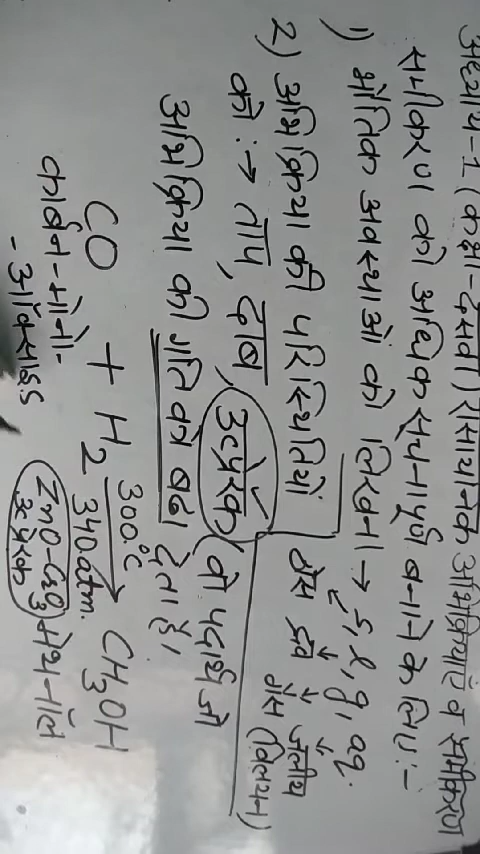 अध्याय-1 (कक्षा-दसवीं) रासायनिक अभिक्रियाएँ व समीकरण
समीकरण को अधिक सूचनापूर्ण बनाने के लिए:-
1) भौतिक अवस्थाओं को लिखना → s, l, g, aq.
गैस द्रव गैस जलीय (विलयन)
2) अभिक्रिया की परिस्थितियों
को :→ ताप, दाब, उत्प्रेरक (वो पदार्थ जो
अभिक्रिया की गति को बढ़ा देता है,
300°C
CO + H2 → CH3OH
340 atm.
कार्बन-मोनो- ZnO-CrO3 मेथनॉल
-ऑक्साइड उत्प्रेरक